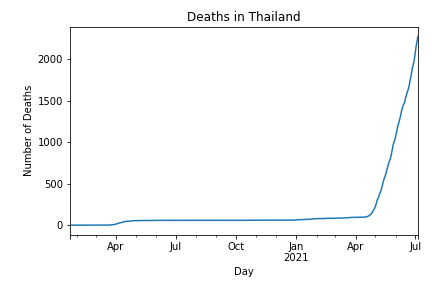 Deaths in Thailand
Number of Deaths
2000
1500
1000
500
0
Apr Jul Oct Jan Apr Jul
2021
Day